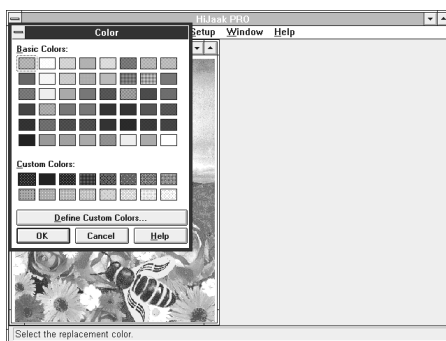 HiJaak PRO
Color
Setup Window Help
Basic Colors:
Custom Colors:
Define Custom Colors...
OK Cancel Help
Select the replacement color.